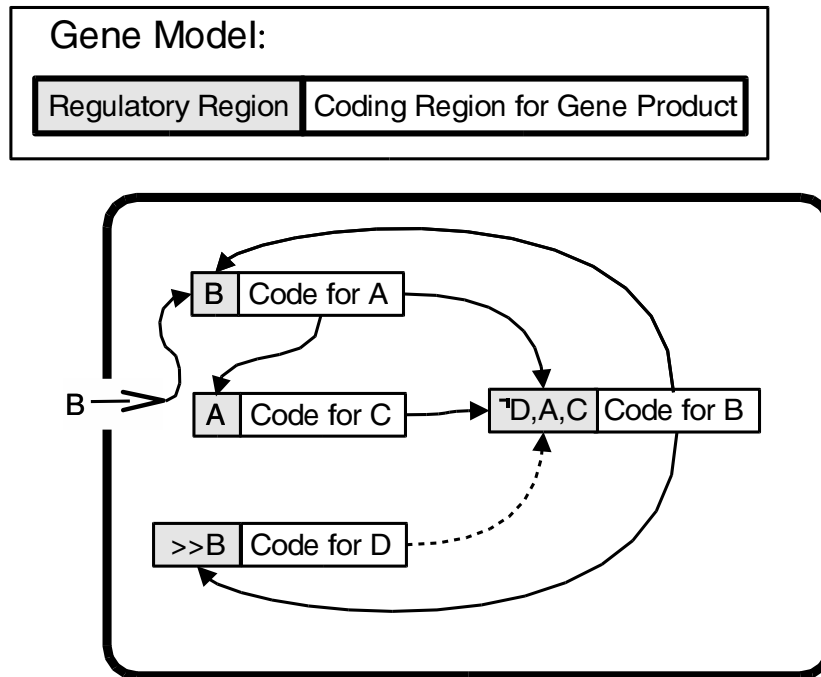 Gene Model:
Regulatory Region Coding Region for Gene Product
B Code for A
B
A Code for C
¬D,A,C Code for B
>>B Code for D